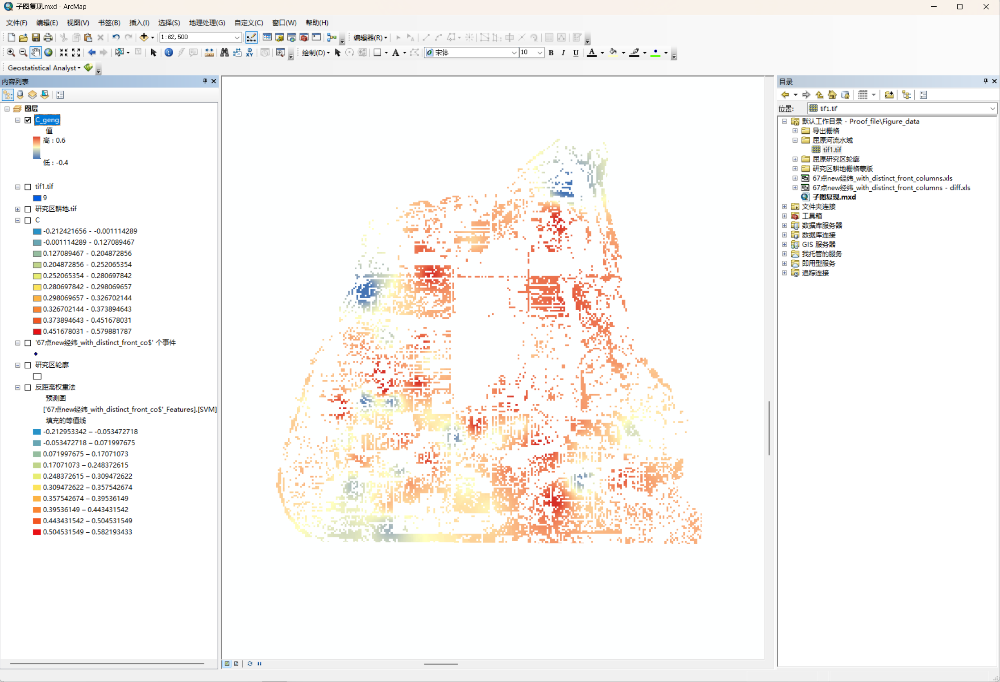 子图复现.mxd - ArcMap
文件(F) 编辑(E) 视图(V) 书签(B) 插入(I) 选择(S) 地理处理(G) 自定义(C) 窗口(W) 帮助(H)
1:62,500 编辑器(R)
绘制(D) 宋体 10 B I U A
Geostatistical Analyst
内容列表
图层
C_geng
值
高 : 0.6
低 : -0.4
tif1.tif
9
研究区耕地.tif
C
-0.212421656 - -0.001114289
-0.001114289 - 0.127089467
0.127089467 - 0.204872856
0.204872856 - 0.252065354
0.252065354 - 0.280697842
0.280697842 - 0.298069657
0.298069657 - 0.326702144
0.326702144 - 0.373894643
0.373894643 - 0.451678031
0.451678031 - 0.579881787
'67点new经纬_with_distinct_front_co$' 个事件
研究区轮廓
反距离权重法
预测图
['67点new经纬_with_distinct_front_co$'_Features].[SVM]
填充的等值线
-0.212953342 – -0.053472718
-0.053472718 – 0.071997675
0.071997675 – 0.17071073
0.17071073 – 0.248372615
0.248372615 – 0.309472622
0.309472622 – 0.357542674
0.357542674 – 0.39536149
0.39536149 – 0.443431542
0.443431542 – 0.504531549
0.504531549 – 0.582193433
目录
位置: tif1.tif
默认工作目录 - Proof_file\Figure_data
导出栅格
屈原河流水域
tif1.tif
屈原研究区轮廓
研究区耕地栅格蒙版
67点new经纬_with_distinct_front_columns.xls
67点new经纬_with_distinct_front_columns - diff.xls
子图复现.mxd
文件夹连接
工具箱
数据库服务器
数据库连接
GIS 服务器
我托管的服务
即用型服务
追踪连接